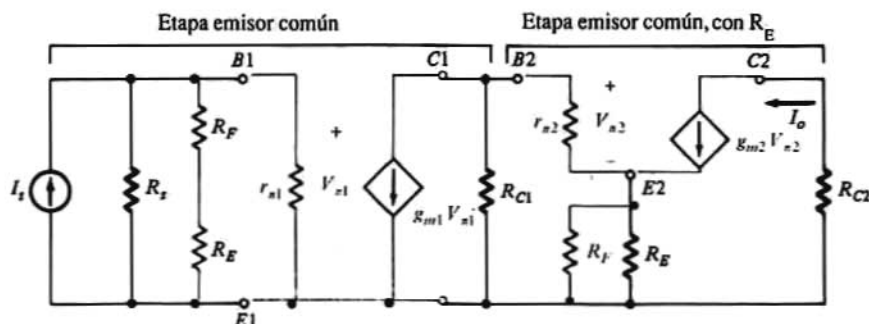 Etapa emisor común
Etapa emisor común, con R_E
B1
C1
B2
C2
R_F
+
+
I_o
r_π2
V_π2
−
g_m2 V_π2
I_s
R_s
r_π1
V_π1
g_m1 V_π1
R_C1
E2
R_C2
R_E
R_F
R_E
E1